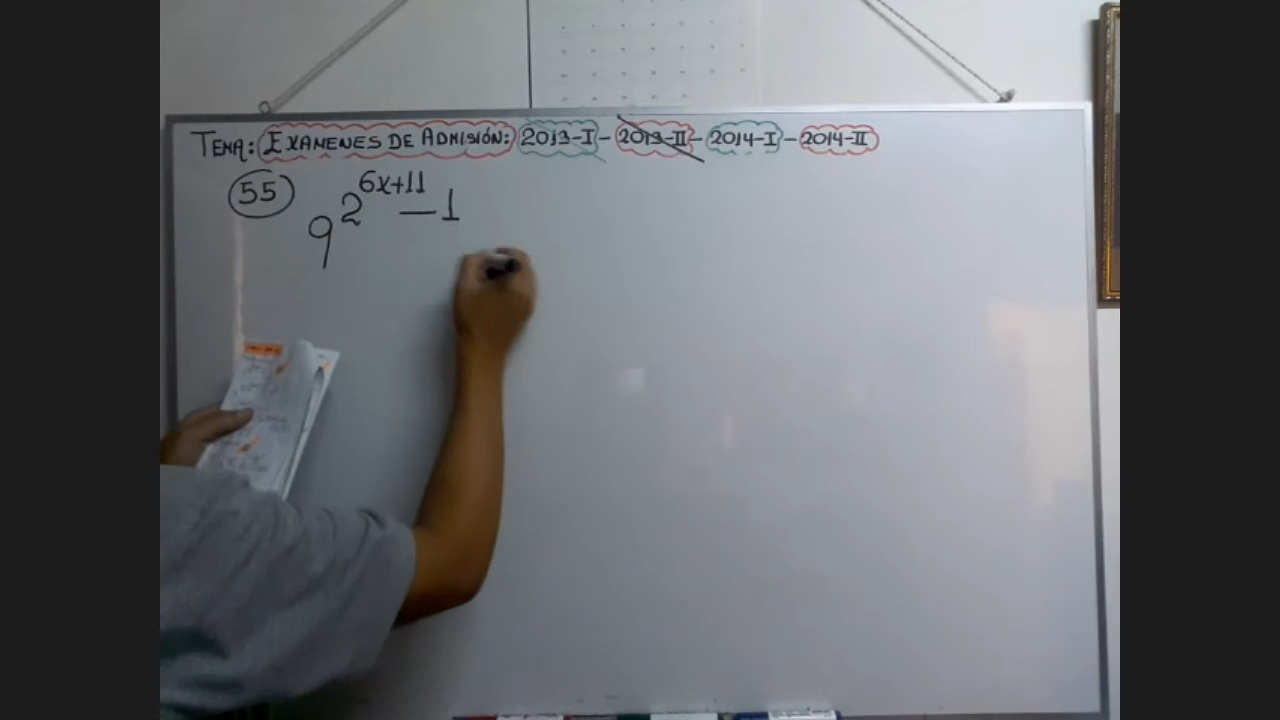 TEMA: EXAMENES DE ADMISIÓN: 2013-I - 2013-II - 2014-I - 2014-II
55
9^2^6x+11 — 1